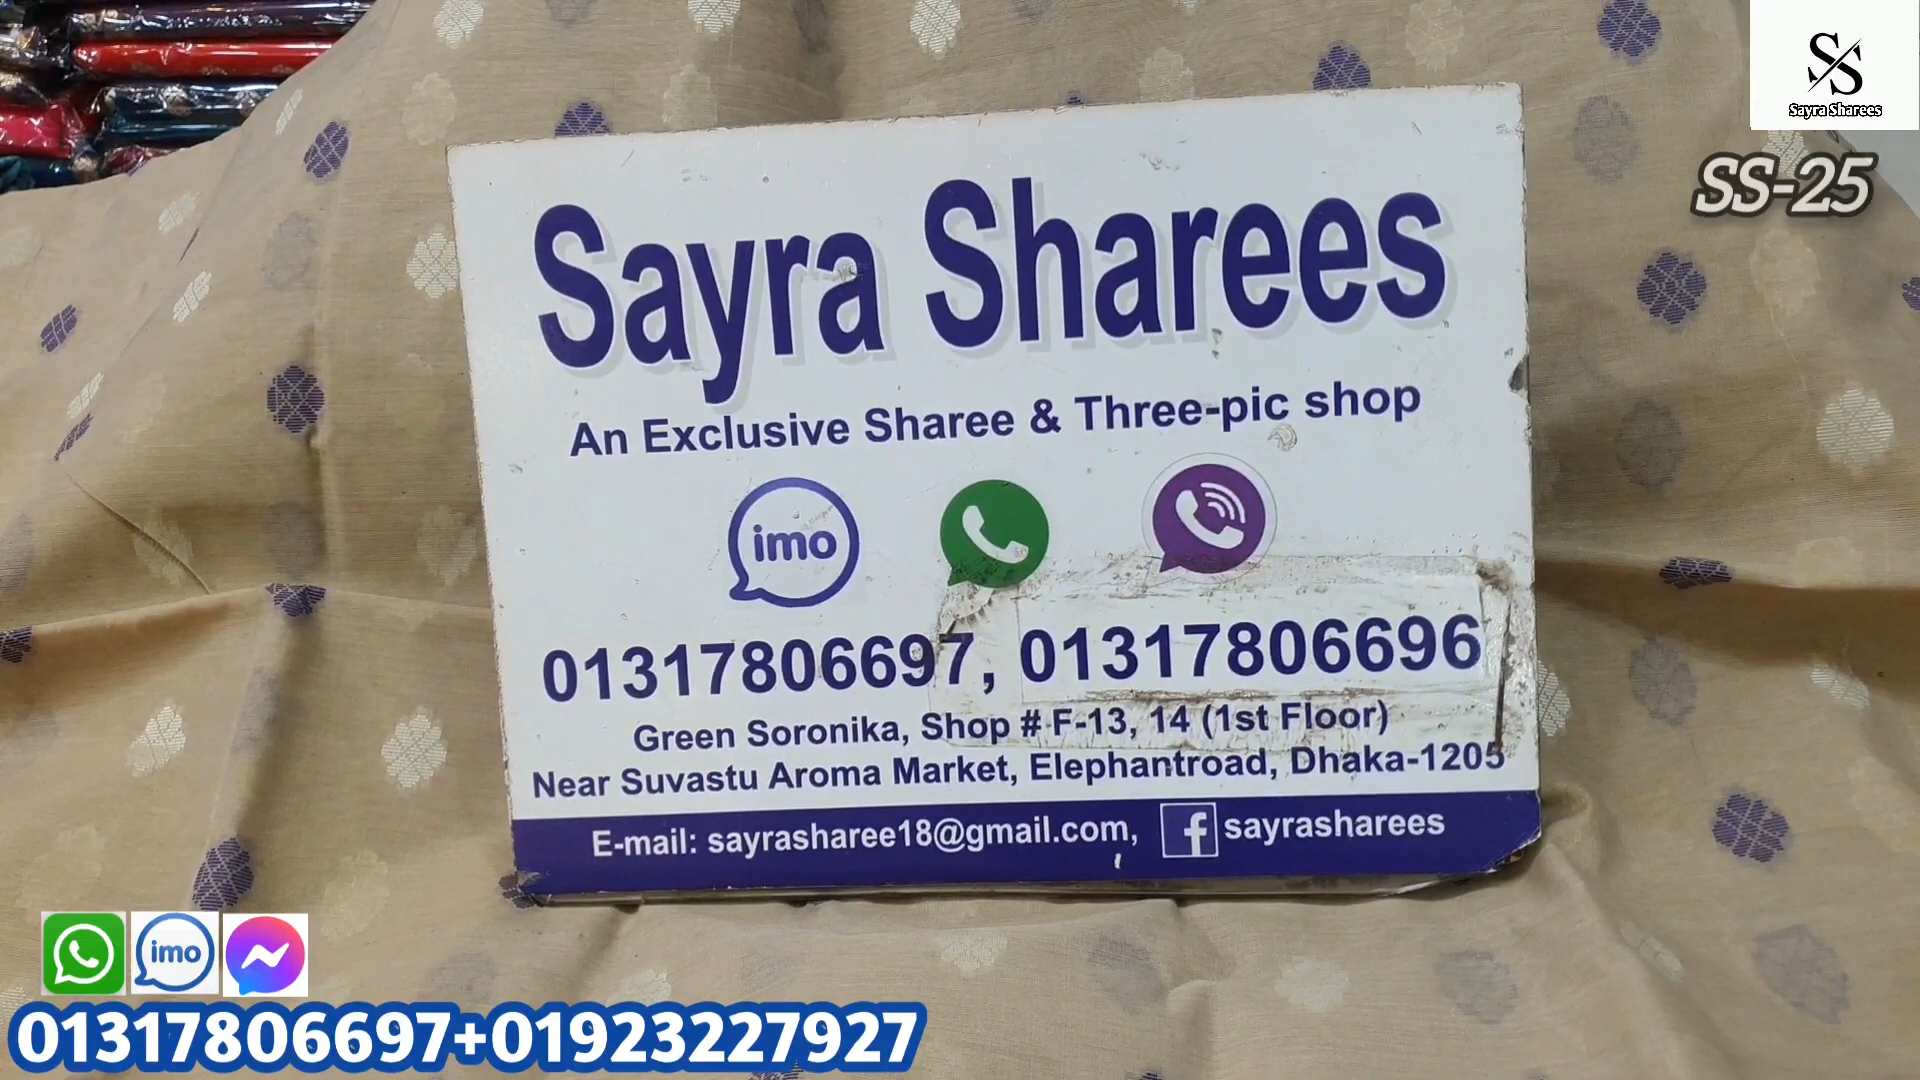 SS
Sayra Sharees
SS-25
Sayra Sharees
An Exclusive Sharee & Three-pic shop
imo
01317806697, 01317806696
Green Soronika, Shop # F-13, 14 (1st Floor)
Near Suvastu Aroma Market, Elephantroad, Dhaka-1205
E-mail: sayrasharee18@gmail.com, f sayrasharees
imo
01317806697+01923227927